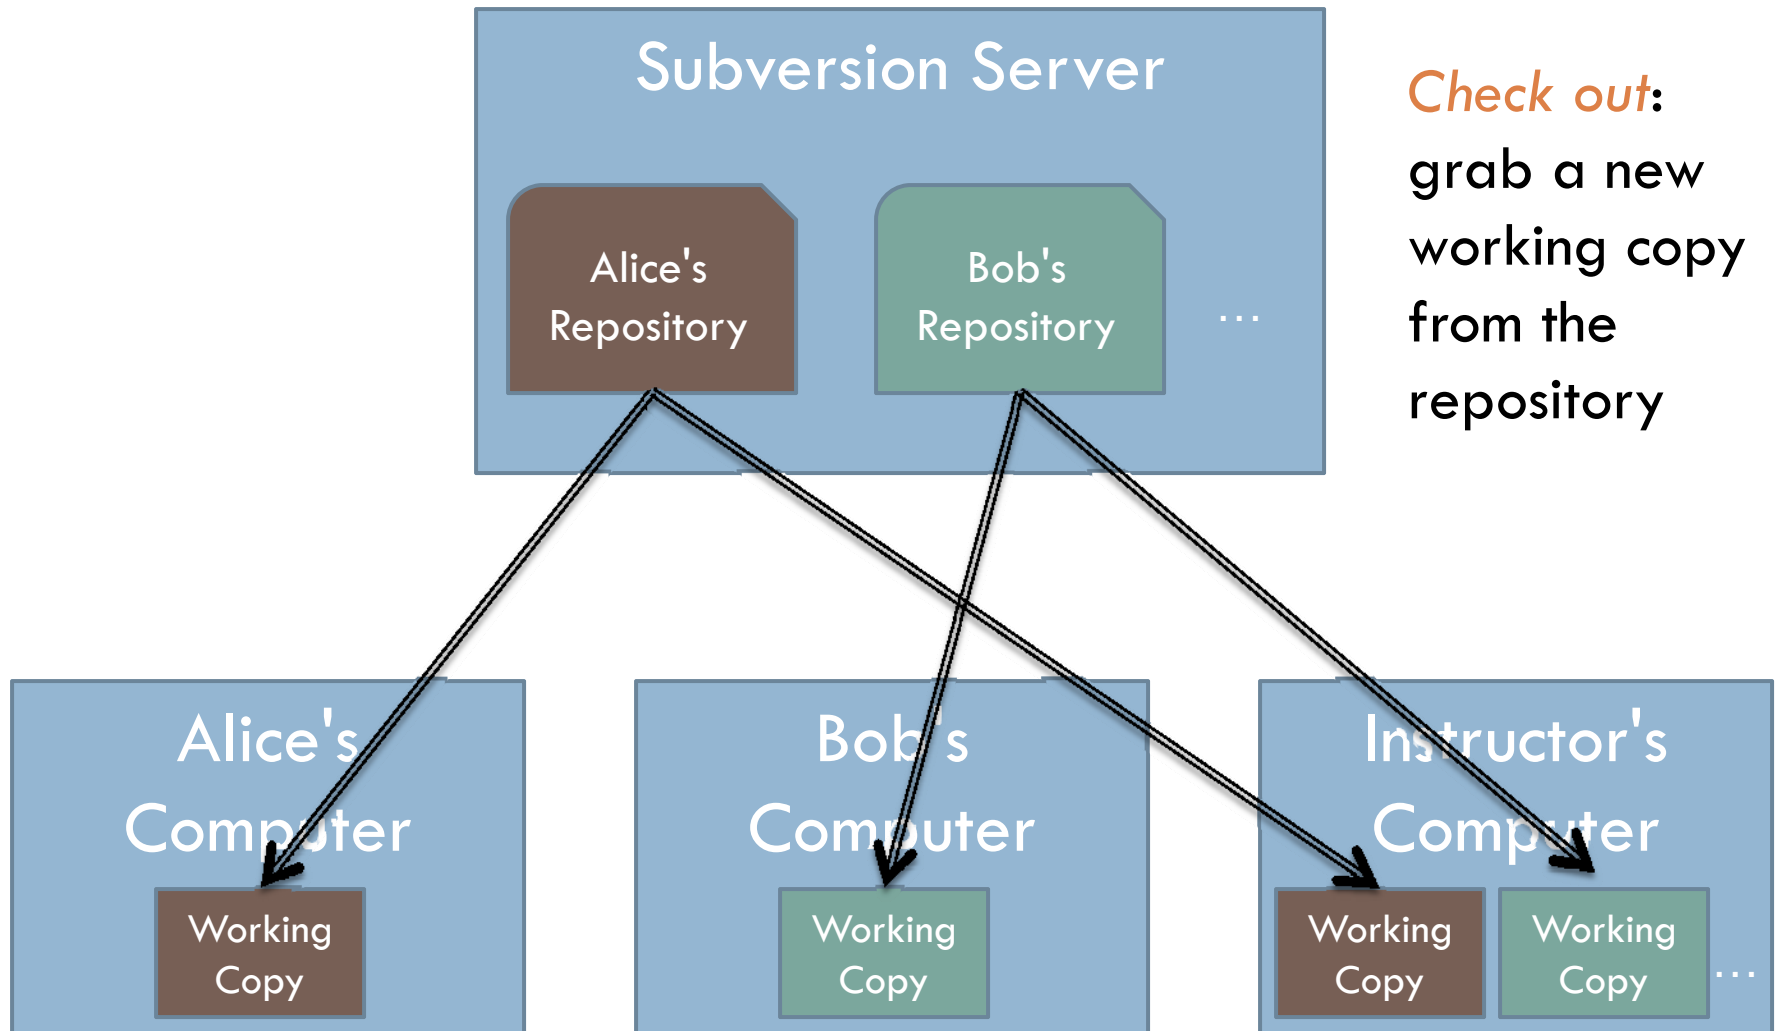 Subversion Server
Check out:
grab a new
working copy
from the
repository
Alice's
Repository
Bob's
Repository
...
Alice's
Computer
Working
Copy
Bob's
Computer
Working
Copy
Instructor's
Computer
Working
Copy
Working
Copy
...